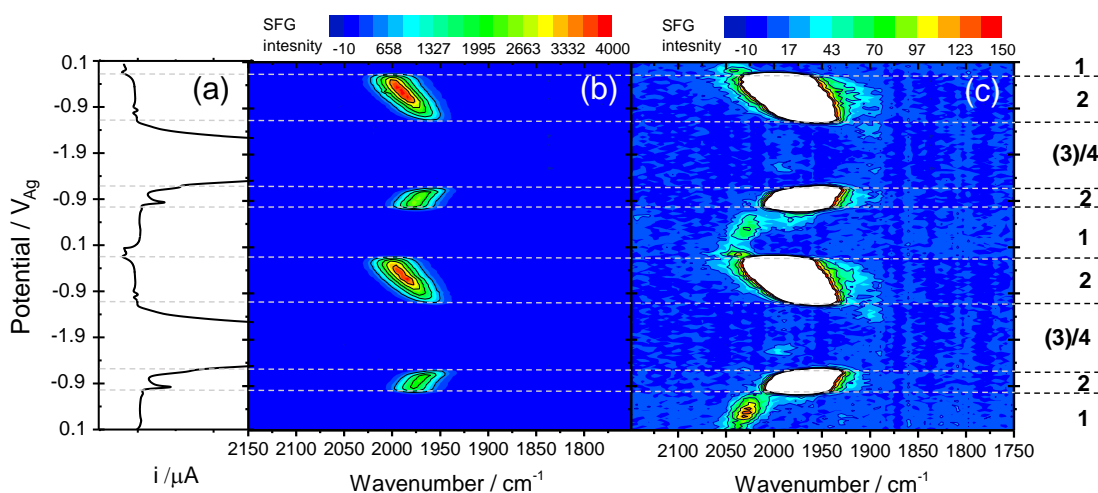 SFG
intesnity
-10 658 1327 1995 2663 3332 4000
SFG
intesnity
-10 17 43 70 97 123 150
(a)
(b)
(c)
Potential / V_Ag
0.1
-0.9
-1.9
-0.9
0.1
-0.9
-1.9
-0.9
0.1
1
2
(3)/4
2
1
2
(3)/4
2
1
2150 2100 2050 2000 1950 1900 1850 1800
2100 2050 2000 1950 1900 1850 1800 1750
i /µA
Wavenumber / cm⁻¹
Wavenumber / cm⁻¹